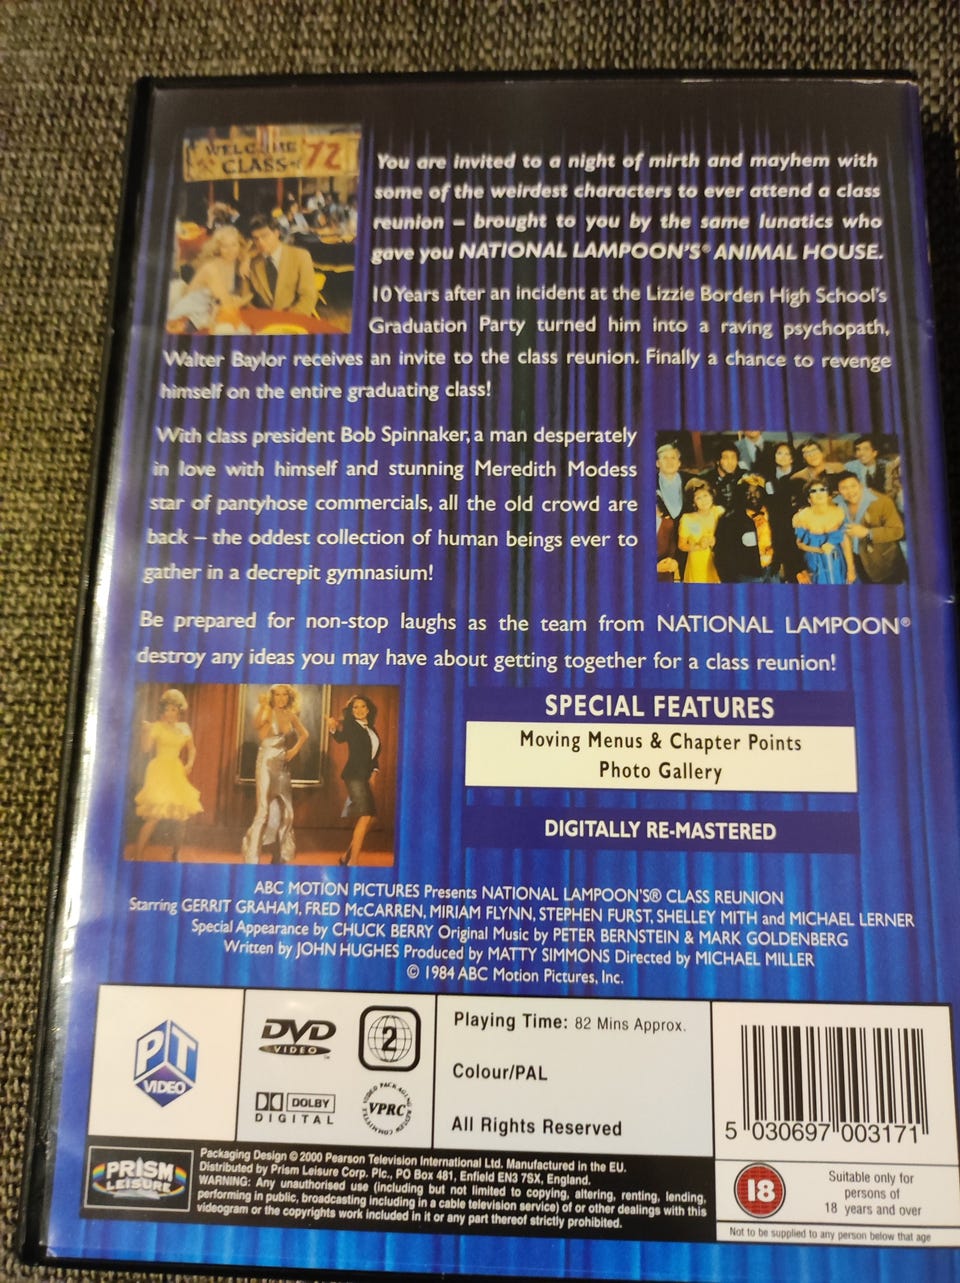 WELCOME
CLASS of '72
You are invited to a night of mirth and mayhem with
some of the weirdest characters to ever attend a class
reunion – brought to you by the same lunatics who
gave you NATIONAL LAMPOON'S® ANIMAL HOUSE.
10 Years after an incident at the Lizzie Borden High School's
Graduation Party turned him into a raving psychopath,
Walter Baylor receives an invite to the class reunion. Finally a chance to revenge
himself on the entire graduating class!
With class president Bob Spinnaker, a man desperately
in love with himself and stunning Meredith Modess
star of pantyhose commercials, all the old crowd are
back – the oddest collection of human beings ever to
gather in a decrepit gymnasium!
Be prepared for non-stop laughs as the team from NATIONAL LAMPOON®
destroy any ideas you may have about getting together for a class reunion!
SPECIAL FEATURES
Moving Menus & Chapter Points
Photo Gallery
DIGITALLY RE-MASTERED
ABC MOTION PICTURES Presents NATIONAL LAMPOON'S® CLASS REUNION
Starring GERRIT GRAHAM, FRED McCARREN, MIRIAM FLYNN, STEPHEN FURST, SHELLEY MITH and MICHAEL LERNER
Special Appearance by CHUCK BERRY Original Music by PETER BERNSTEIN & MARK GOLDENBERG
Written by JOHN HUGHES Produced by MATTY SIMMONS Directed by MICHAEL MILLER
© 1984 ABC Motion Pictures, Inc.
PT VIDEO
DVD VIDEO™
2
DOLBY DIGITAL
VIDEO PACKAGING REVIEW COMMITTEE VPRC
Playing Time: 82 Mins Approx.
Colour/PAL
All Rights Reserved
5 030697 003171
PRISM LEISURE
Packaging Design © 2000 Pearson Television International Ltd. Manufactured in the EU.
Distributed by Prism Leisure Corp. Plc., PO Box 481, Enfield EN3 7SX, England.
WARNING: Any unauthorised use (including but not limited to copying, altering, renting, lending,
performing in public, broadcasting including in a cable television service) of or other dealings with this
videogram or the copyrights work included in it or any part thereof strictly prohibited.
18
Suitable only for
persons of
18 years and over
Not to be supplied to any person below that age